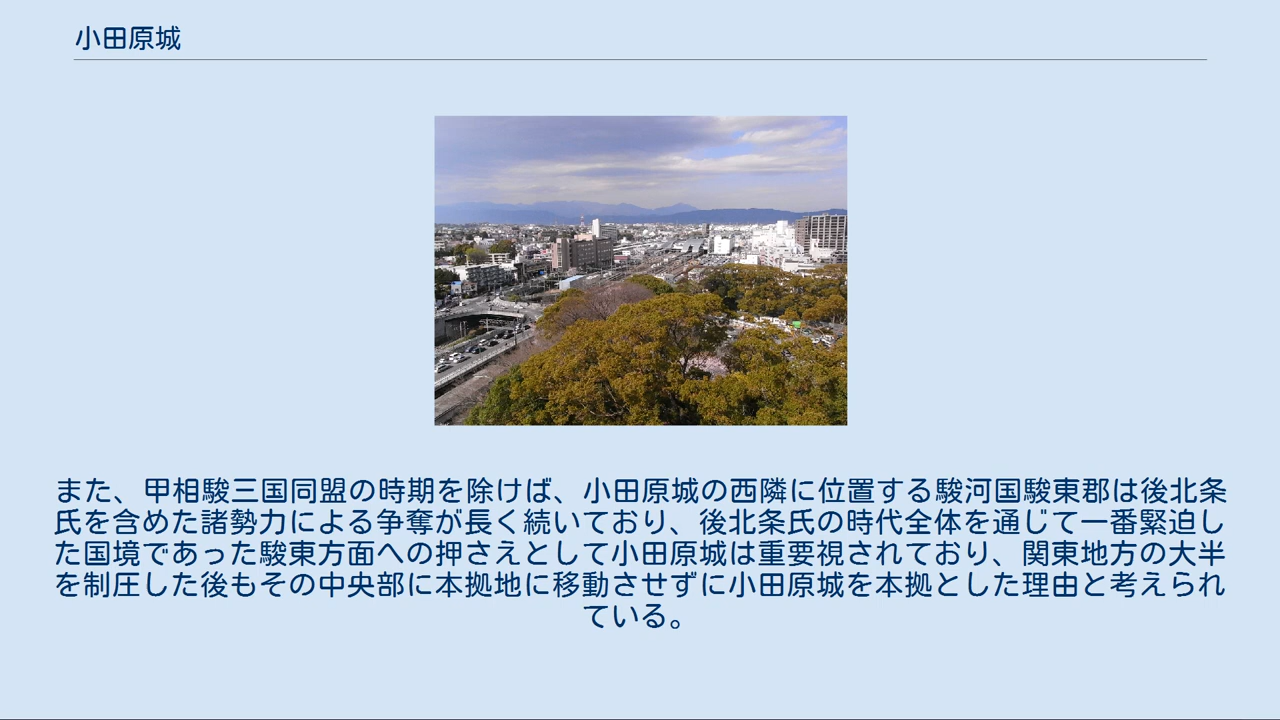 小田原城
また、甲相駿三国同盟の時期を除けば、小田原城の西隣に位置する駿河国駿東郡は後北条
氏を含めた諸勢力による争奪が長く続いており、後北条氏の時代全体を通じて一番緊迫し
た国境であった駿東方面への押さえとして小田原城は重要視されており、関東地方の大半
を制圧した後もその中央部に本拠地に移動させずに小田原城を本拠とした理由と考えられ
ている。